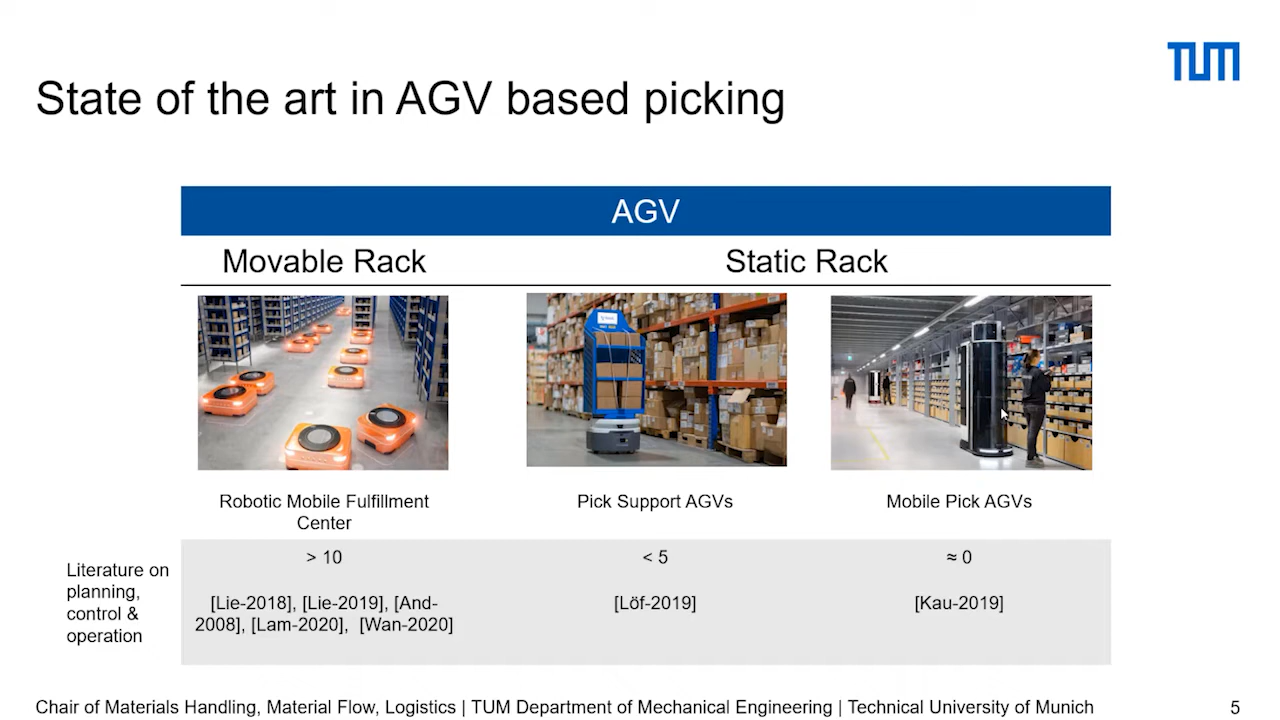 TUM
State of the art in AGV based picking
AGV
Movable Rack
Static Rack
Robotic Mobile Fulfillment
Center
Pick Support AGVs
Mobile Pick AGVs
Literature on
planning,
control &
operation
> 10
< 5
≈ 0
[Lie-2018], [Lie-2019], [And-
2008], [Lam-2020],  [Wan-2020]
[Löf-2019]
[Kau-2019]
Chair of Materials Handling, Material Flow, Logistics | TUM Department of Mechanical Engineering | Technical University of Munich
5